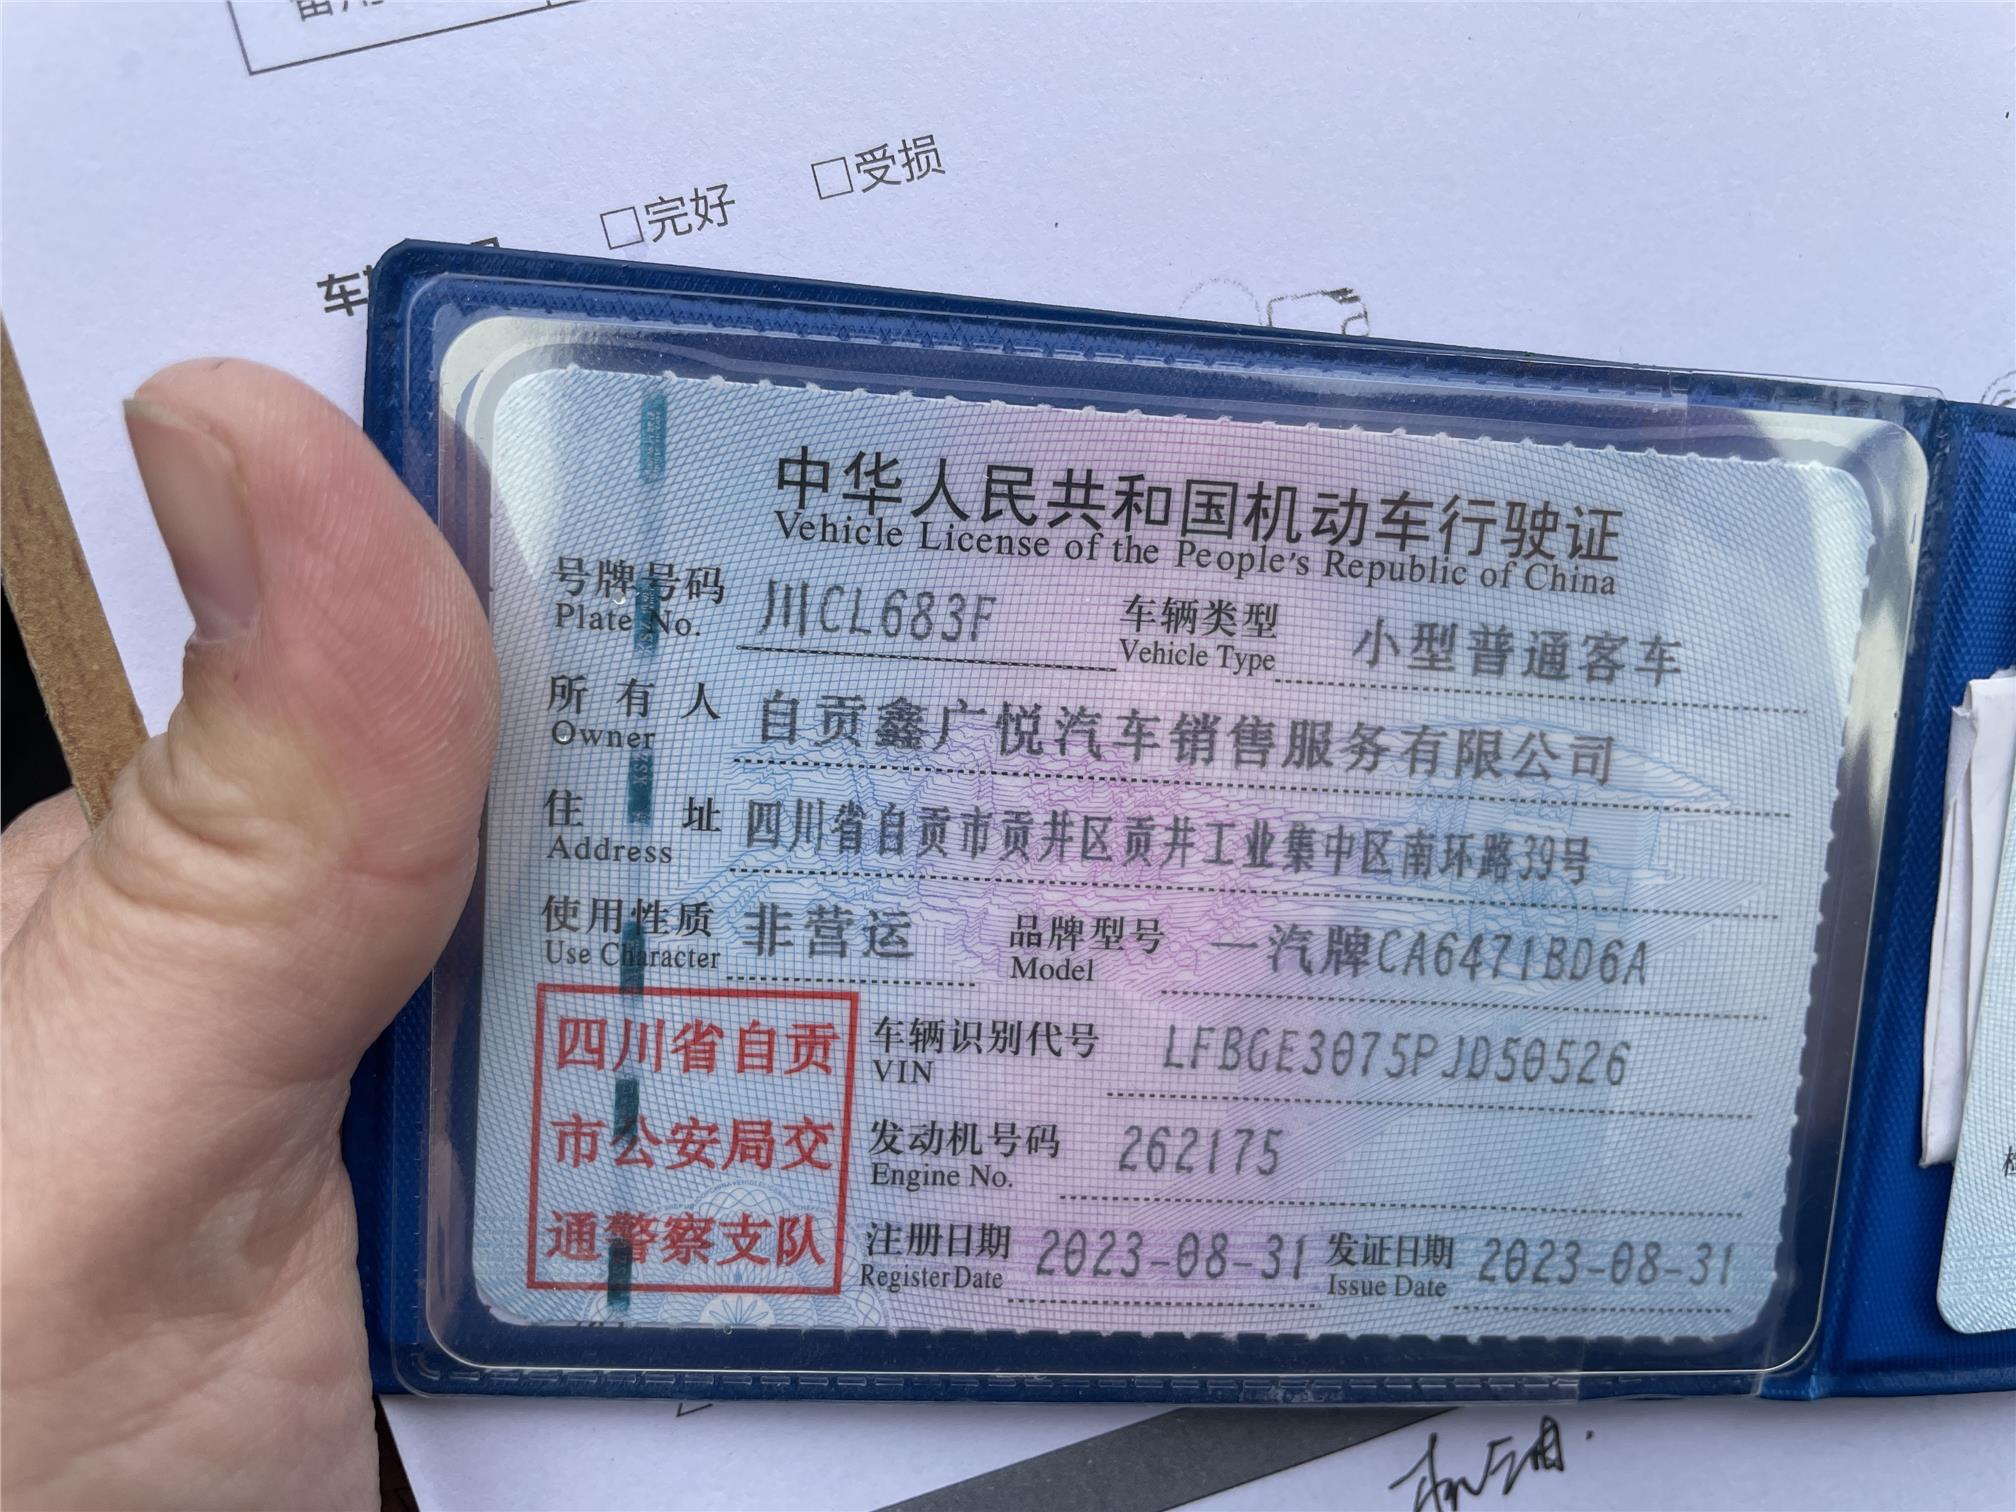 □完好 □受损
车
中华人民共和国机动车行驶证
Vehicle License of the People's Republic of China
号牌号码 川CL683F 车辆类型 小型普通客车
Plate No. Vehicle Type
所有人 自贡鑫广悦汽车销售服务有限公司
Owner
住址 四川省自贡市贡井区贡井工业集中区南环路39号
Address
使用性质 非营运 品牌型号 一汽牌CA6471BD6A
Use Character Model
四川省自贡
市公安局交
通警察支队
车辆识别代号 LFBGE3075PJD50526
VIN
发动机号码 262175
Engine No.
注册日期 2023-08-31 发证日期 2023-08-31
Register Date Issue Date